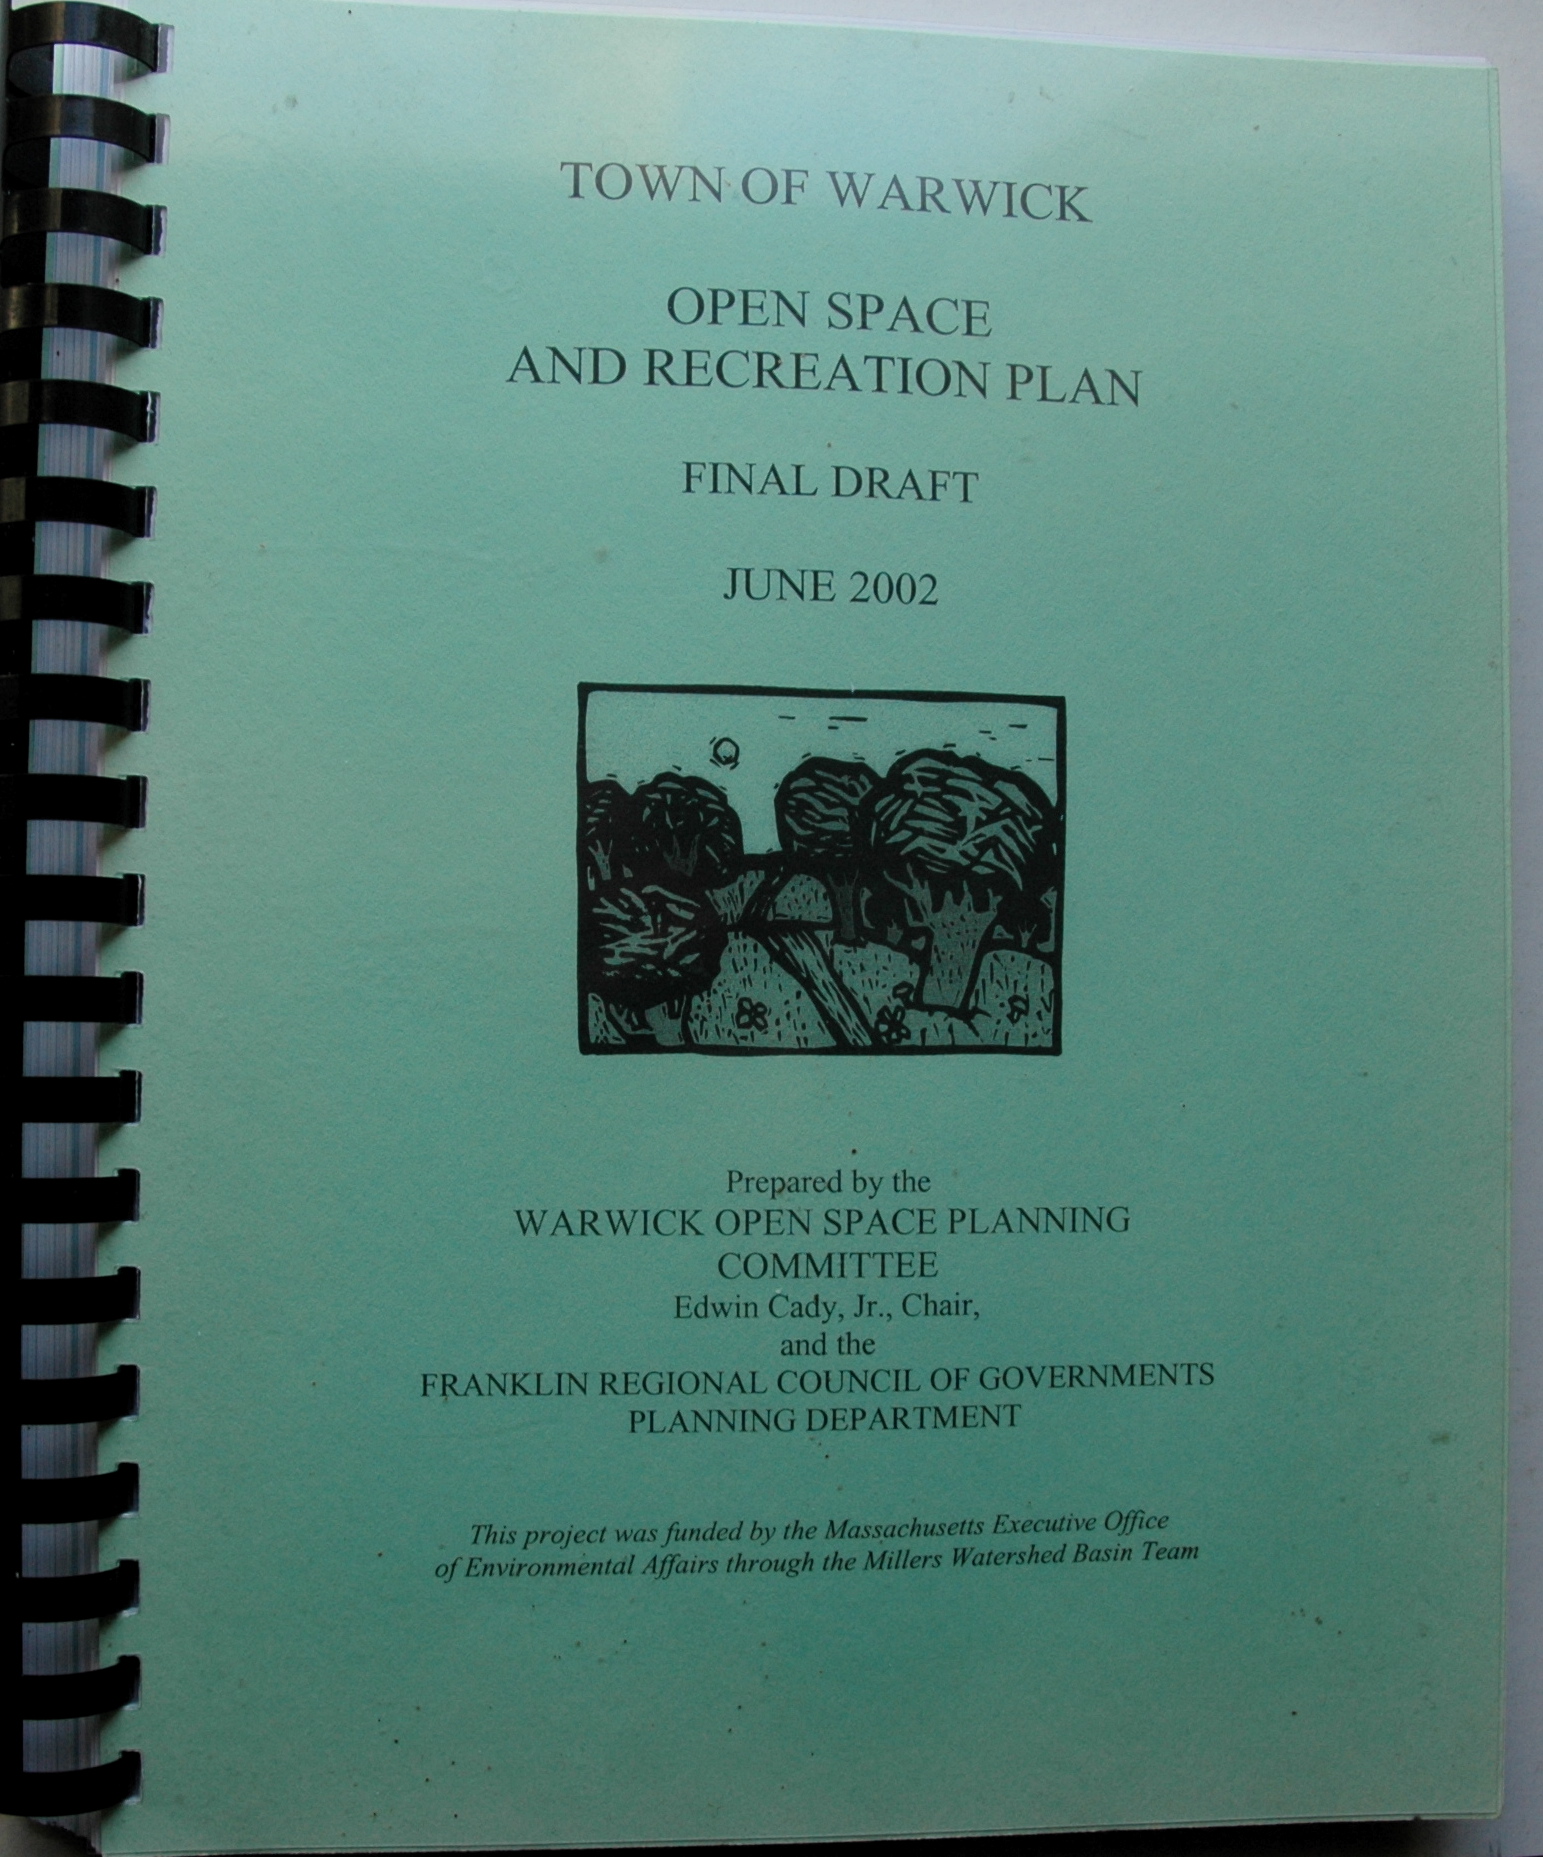 TOWN OF WARWICK
OPEN SPACE
AND RECREATION PLAN
FINAL DRAFT
JUNE 2002
Prepared by the
WARWICK OPEN SPACE PLANNING
COMMITTEE
Edwin Cady, Jr., Chair,
and the
FRANKLIN REGIONAL COUNCIL OF GOVERNMENTS
PLANNING DEPARTMENT
This project was funded by the Massachusetts Executive Office
of Environmental Affairs through the Millers Watershed Basin Team